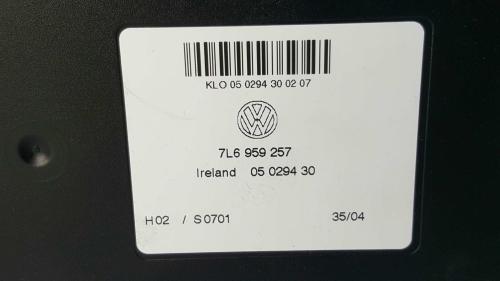 KLO 05 0294 30 02 07
7L6 959 257
Ireland 05 0294 30
H02 / S0701 35/04